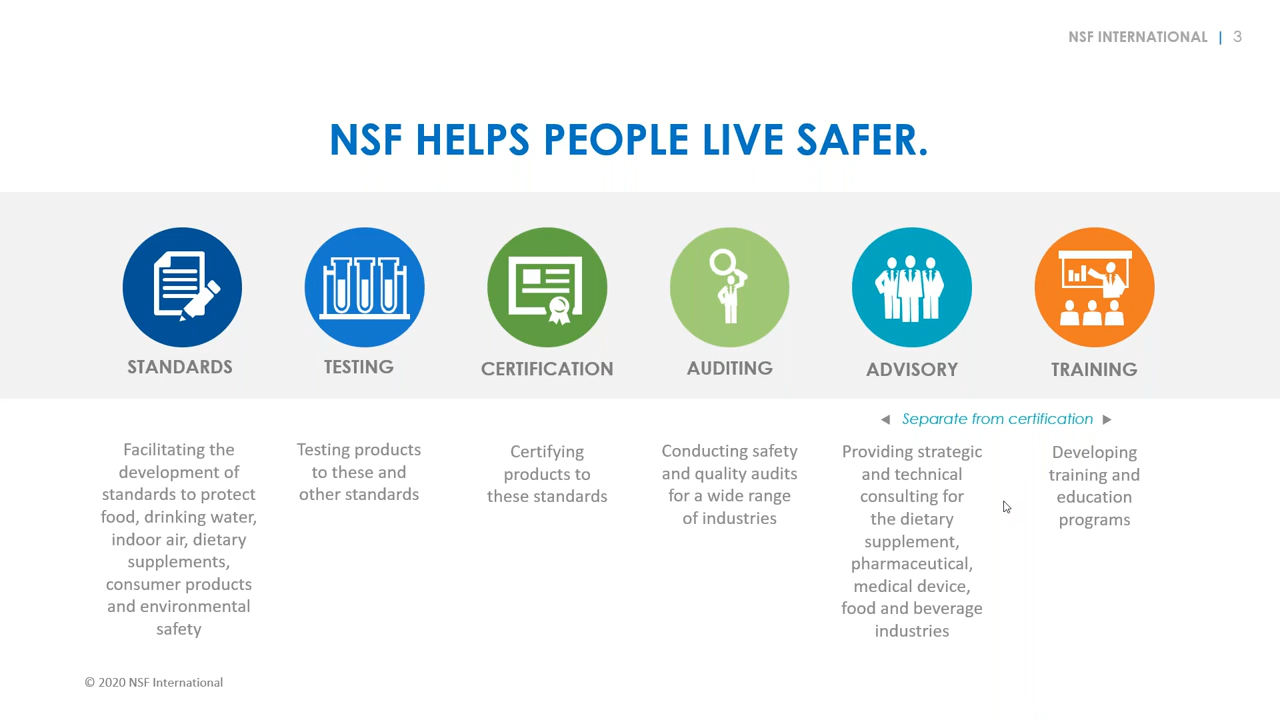 NSF INTERNATIONAL | 3
NSF HELPS PEOPLE LIVE SAFER.
STANDARDS
TESTING
CERTIFICATION
AUDITING
ADVISORY
TRAINING
Separate from certification
Facilitating the
development of
standards to protect
food, drinking water,
indoor air, dietary
supplements,
consumer products
and environmental
safety
Testing products
to these and
other standards
Certifying
products to
these standards
Conducting safety
and quality audits
for a wide range
of industries
Providing strategic
and technical
consulting for
the dietary
supplement,
pharmaceutical,
medical device,
food and beverage
industries
Developing
training and
education
programs
© 2020 NSF International